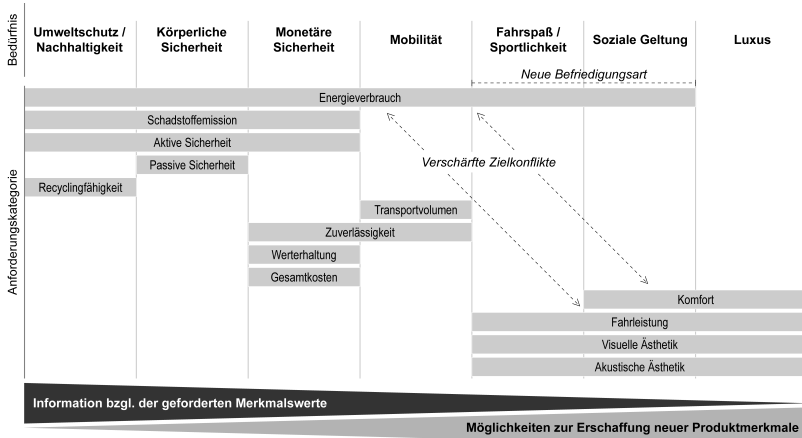 Bedürfnis
Umweltschutz /
Nachhaltigkeit
Körperliche
Sicherheit
Monetäre
Sicherheit
Mobilität
Fahrspaß /
Sportlichkeit
Soziale Geltung
Luxus
Neue Befriedigungsart
Anforderungskategorie
Energieverbrauch
Schadstoffemission
Aktive Sicherheit
Passive Sicherheit
Verschärfte Zielkonflikte
Recyclingfähigkeit
Transportvolumen
Zuverlässigkeit
Werterhaltung
Gesamtkosten
Komfort
Fahrleistung
Visuelle Ästhetik
Akustische Ästhetik
Information bzgl. der geforderten Merkmalswerte
Möglichkeiten zur Erschaffung neuer Produktmerkmale